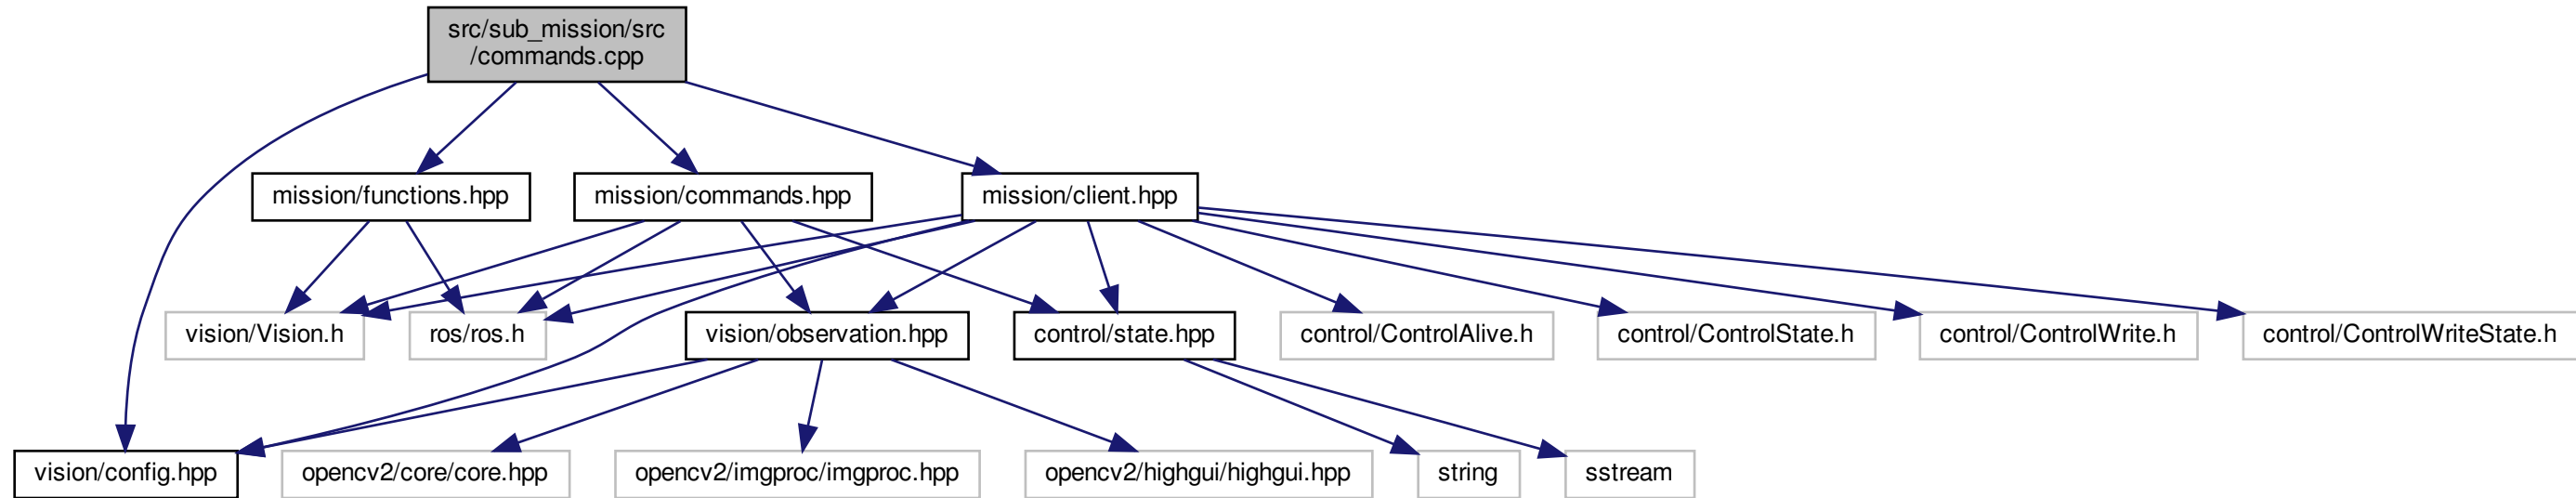 src/sub_mission/src
/commands.cpp
mission/functions.hpp
mission/commands.hpp
mission/client.hpp
vision/Vision.h
ros/ros.h
vision/observation.hpp
control/state.hpp
control/ControlAlive.h
control/ControlState.h
control/ControlWrite.h
control/ControlWriteState.h
vision/config.hpp
opencv2/core/core.hpp
opencv2/imgproc/imgproc.hpp
opencv2/highgui/highgui.hpp
string
sstream